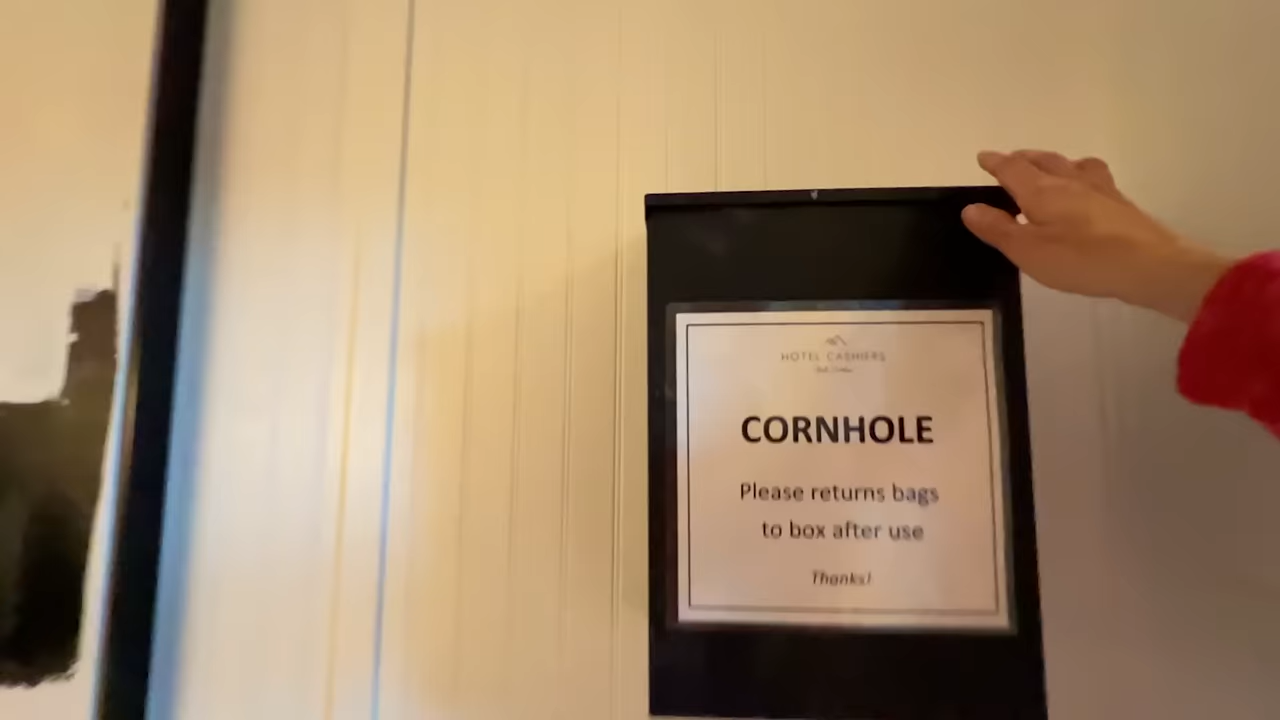 HOTEL CASHIERS
CORNHOLE
Please returns bags
to box after use
Thanks!